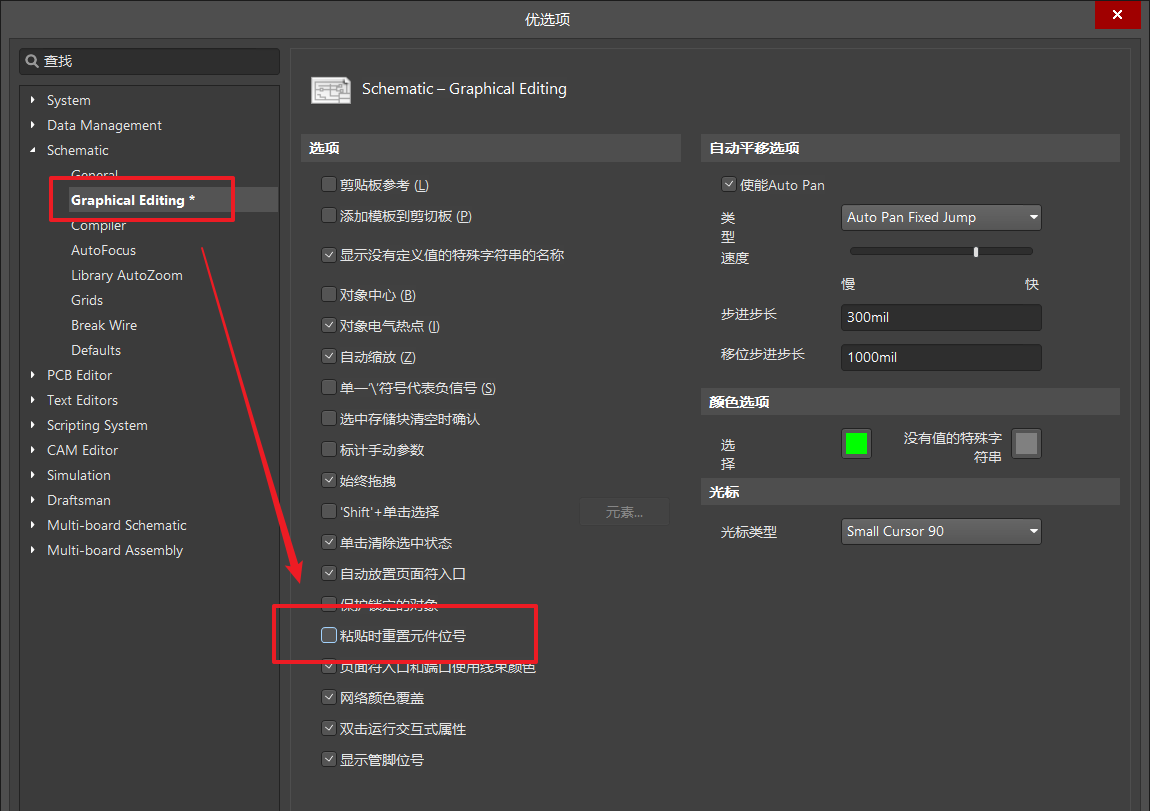 优选项
查找
System
Data Management
Schematic
General
Graphical Editing *
Compiler
AutoFocus
Library AutoZoom
Grids
Break Wire
Defaults
PCB Editor
Text Editors
Scripting System
CAM Editor
Simulation
Draftsman
Multi-board Schematic
Multi-board Assembly
Schematic – Graphical Editing
选项
剪贴板参考 (L)
添加模板到剪切板 (P)
显示没有定义值的特殊字符串的名称
对象中心 (B)
对象电气热点 (I)
自动缩放 (Z)
单一'\'符号代表负信号 (S)
选中存储块清空时确认
标计手动参数
始终拖拽
'Shift'+单击选择
元素...
单击清除选中状态
自动放置页面符入口
保护锁定的对象
粘贴时重置元件位号
页面符入口和端口使用线束颜色
网络颜色覆盖
双击运行交互式属性
显示管脚位号
自动平移选项
使能Auto Pan
类
型
Auto Pan Fixed Jump
速度
慢 快
步进步长
300mil
移位步进步长
1000mil
颜色选项
选
择
没有值的特殊字
符串
光标
光标类型
Small Cursor 90